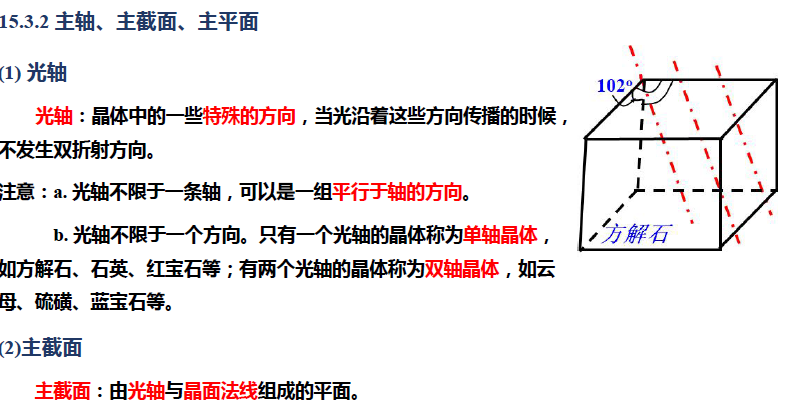 15.3.2 主轴、主截面、主平面
(1) 光轴
102°
光轴：晶体中的一些特殊的方向，当光沿着这些方向传播的时候，
不发生双折射方向。
注意：a. 光轴不限于一条轴，可以是一组平行于轴的方向。
b. 光轴不限于一个方向。只有一个光轴的晶体称为单轴晶体，
方解石
如方解石、石英、红宝石等；有两个光轴的晶体称为双轴晶体，如云
母、硫磺、蓝宝石等。
(2)主截面
主截面：由光轴与晶面法线组成的平面。